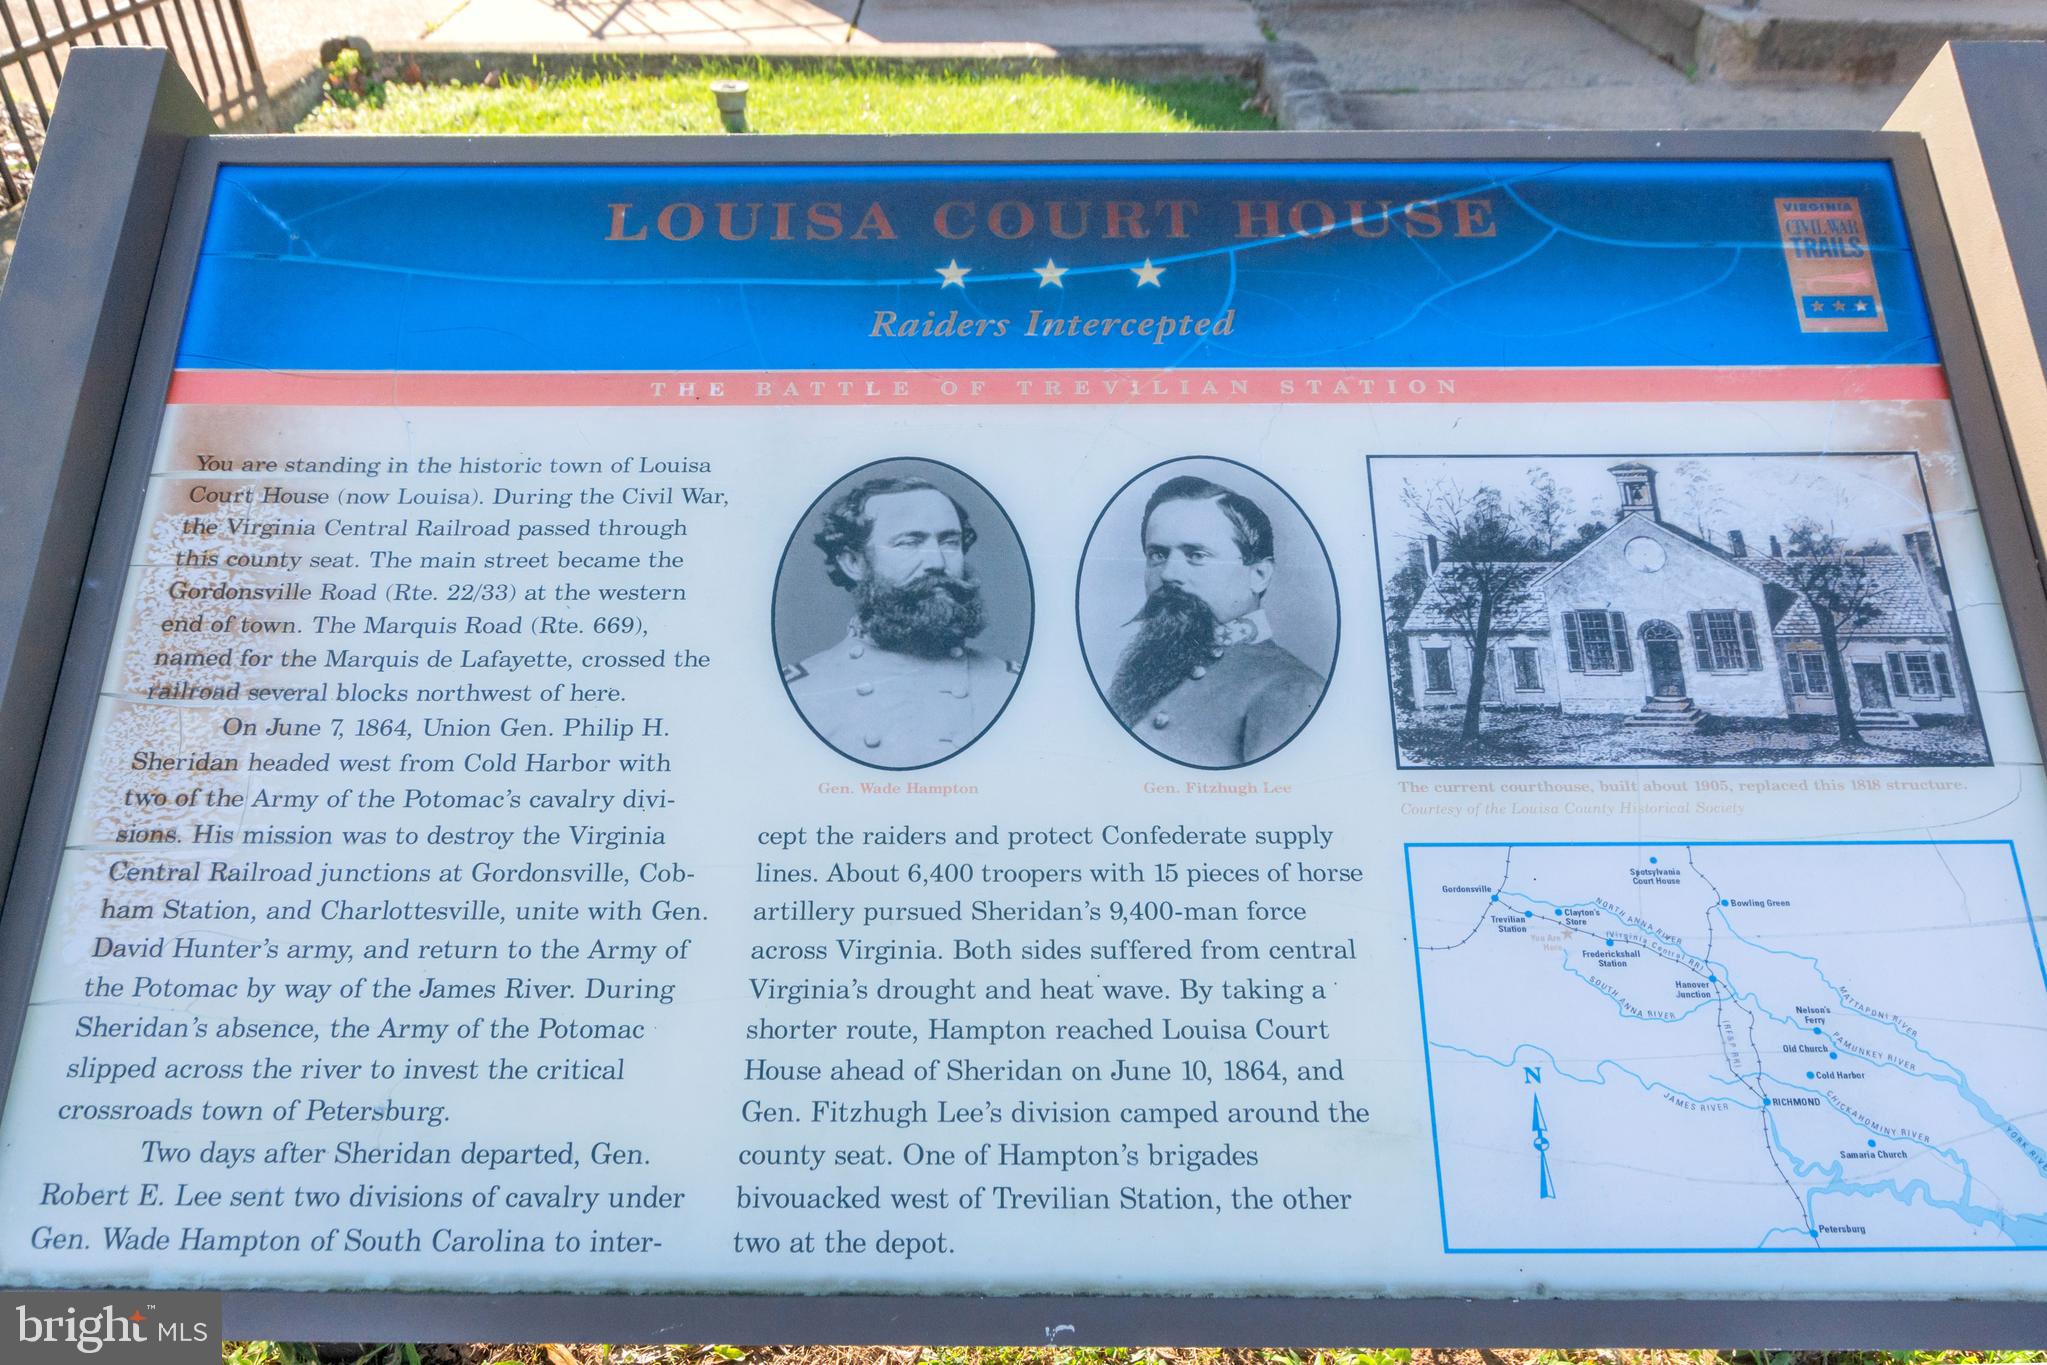 LOUISA COURT HOUSE
Raiders Intercepted
VIRGINIA
CIVIL WAR
TRAILS
THE BATTLE OF TREVILIAN STATION
You are standing in the historic town of Louisa
Court House (now Louisa). During the Civil War,
the Virginia Central Railroad passed through
this county seat. The main street became the
Gordonsville Road (Rte. 22/33) at the western
end of town. The Marquis Road (Rte. 669),
named for the Marquis de Lafayette, crossed the
railroad several blocks northwest of here.
On June 7, 1864, Union Gen. Philip H.
Sheridan headed west from Cold Harbor with
two of the Army of the Potomac's cavalry divi-
sions. His mission was to destroy the Virginia
Central Railroad junctions at Gordonsville, Cob-
ham Station, and Charlottesville, unite with Gen.
David Hunter's army, and return to the Army of
the Potomac by way of the James River. During
Sheridan's absence, the Army of the Potomac
slipped across the river to invest the critical
crossroads town of Petersburg.
Two days after Sheridan departed, Gen.
Robert E. Lee sent two divisions of cavalry under
Gen. Wade Hampton of South Carolina to inter-
Gen. Wade Hampton
Gen. Fitzhugh Lee
cept the raiders and protect Confederate supply
lines. About 6,400 troopers with 15 pieces of horse
artillery pursued Sheridan's 9,400-man force
across Virginia. Both sides suffered from central
Virginia's drought and heat wave. By taking a
shorter route, Hampton reached Louisa Court
House ahead of Sheridan on June 10, 1864, and
Gen. Fitzhugh Lee's division camped around the
county seat. One of Hampton's brigades
bivouacked west of Trevilian Station, the other
two at the depot.
The current courthouse, built about 1905, replaced this 1818 structure.
Courtesy of the Louisa County Historical Society
Spotsylvania
Court House
Gordonsville
Bowling Green
Trevilian
Station
Clayton's
Store
NORTH ANNA RIVER
You Are
Here
(Virginia Central RR)
Frederickshall
Station
Hanover
Junction
SOUTH ANNA RIVER
MATTAPONI RIVER
Nelson's
Ferry
PAMUNKEY RIVER
(RF&P RR)
Old Church
Cold Harbor
N
JAMES RIVER
RICHMOND
CHICKAHOMINY RIVER
YORK RIVE
Samaria Church
Petersburg
bright™ MLS